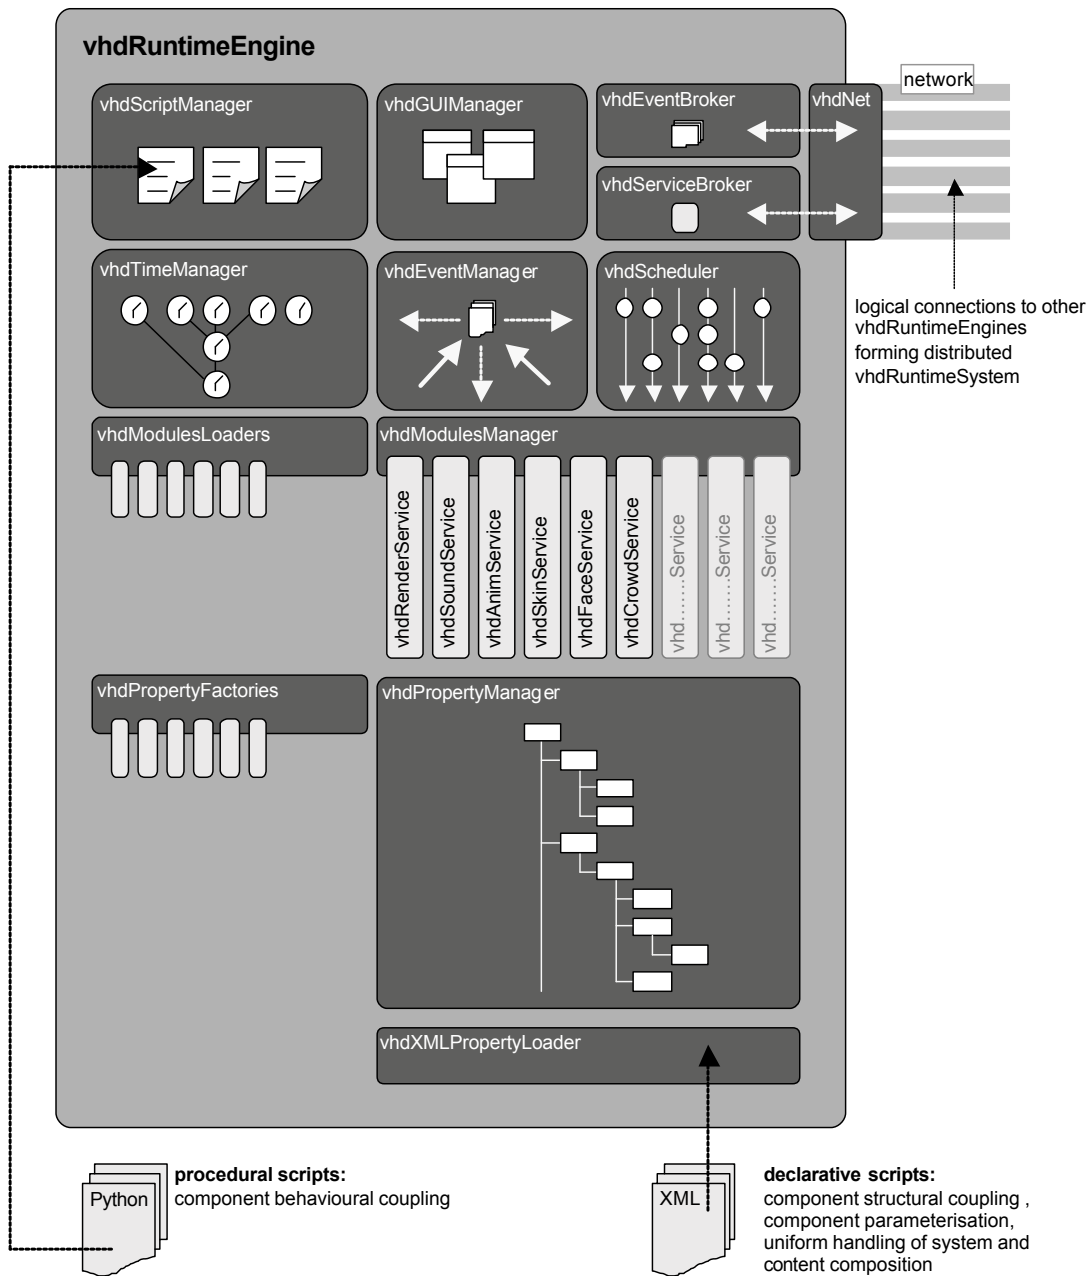 vhdRuntimeEngine
vhdScriptManager
vhdGUIManager
vhdEventBroker
vhdNet
network
vhdServiceBroker
vhdTimeManager
vhdEventManager
vhdScheduler
logical connections to other
vhdRuntimeEngines
forming distributed
vhdRuntimeSystem
vhdModulesLoaders
vhdModulesManager
vhdRenderService
vhdSoundService
vhdAnimService
vhdSkinService
vhdFaceService
vhdCrowdService
vhd.......Service
vhd.......Service
vhd.......Service
vhdPropertyFactories
vhdPropertyManager
vhdXMLPropertyLoader
Python
procedural scripts:
component behavioural coupling
XML
declarative scripts:
component structural coupling ,
component parameterisation,
uniform handling of system and
content composition